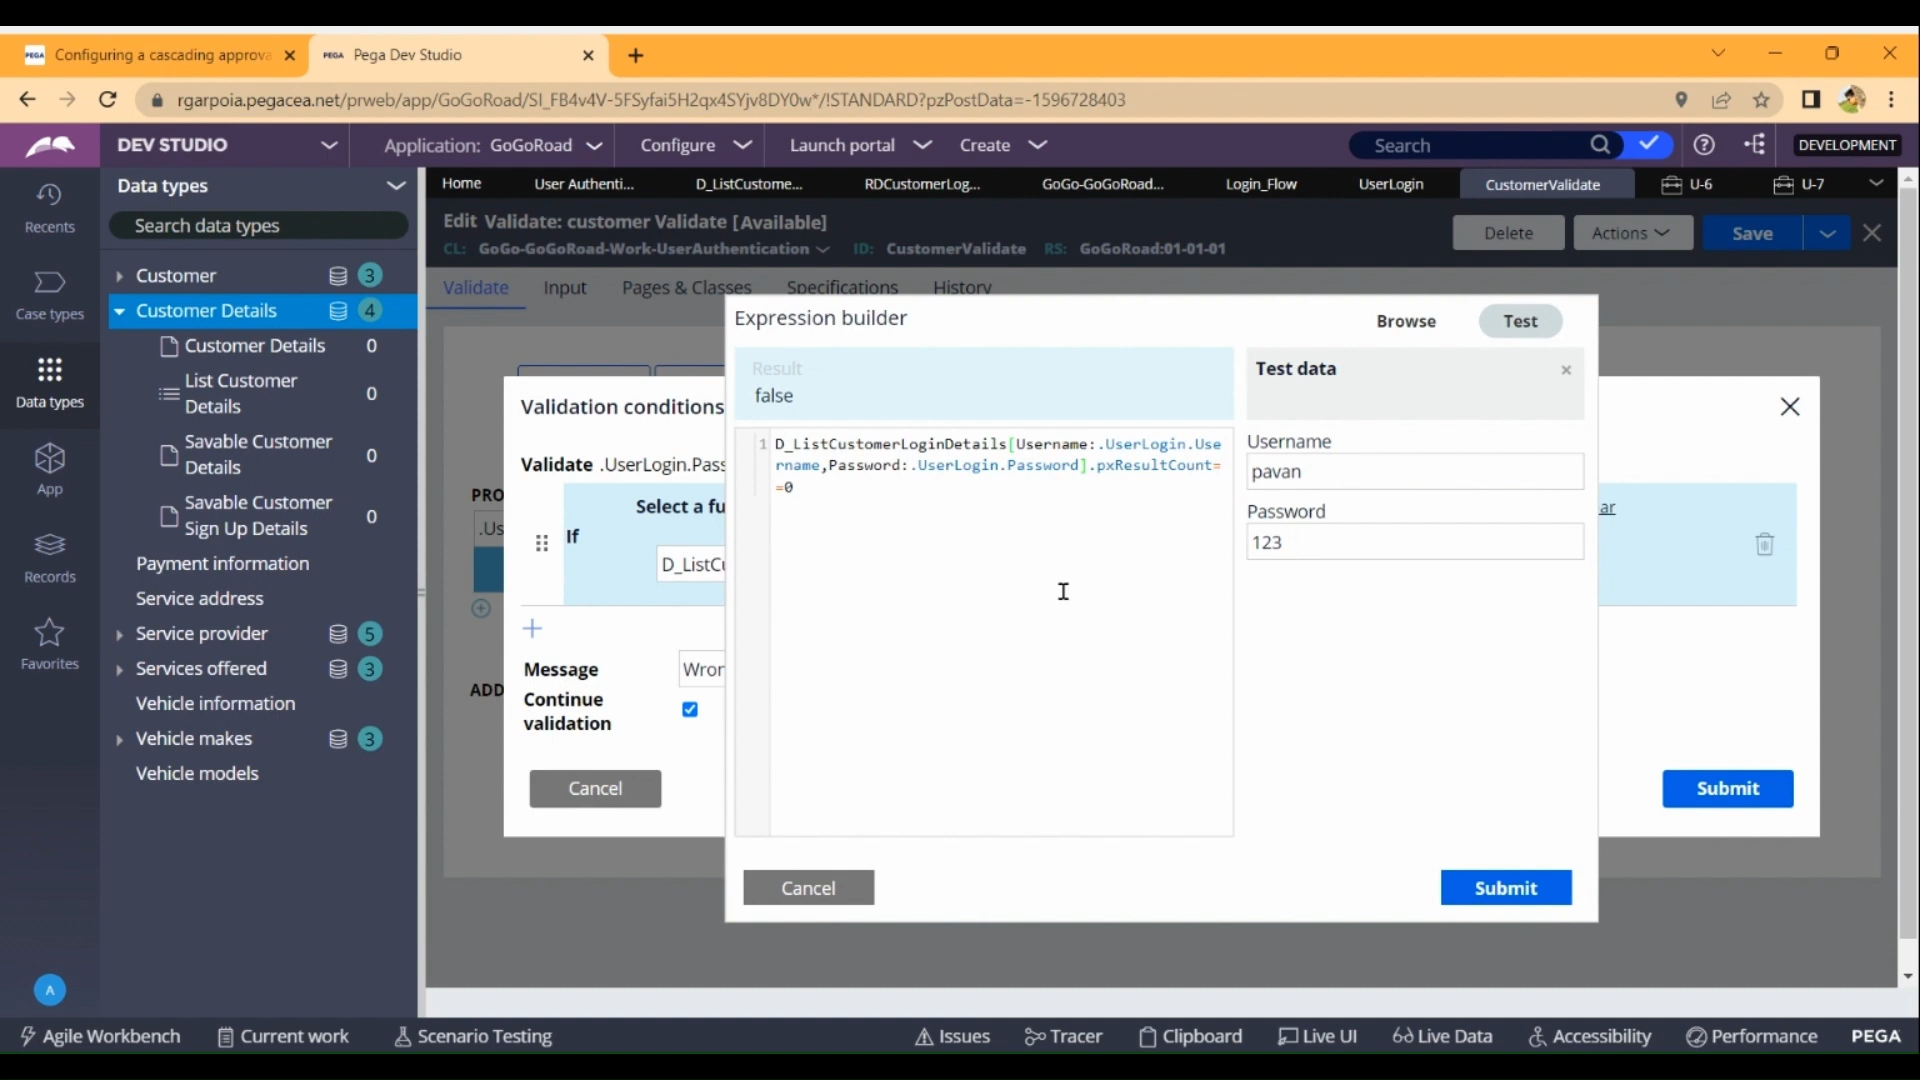 PEGA Configuring a cascading approva
PEGA Pega Dev Studio
rgarpoia.pegacea.net/prweb/app/GoGoRoad/SI_FB4v4V-5FSyfai5H2qx4SYjv8DY0w*/!STANDARD?pzPostData=-1596728403
DEV STUDIO
Application: GoGoRoad
Configure
Launch portal
Create
Search
DEVELOPMENT
Recents
Case types
Data types
App
Records
Favorites
A
Data types
Search data types
Customer 3
Customer Details 4
Customer Details 0
List Customer
Details 0
Savable Customer
Details 0
Savable Customer
Sign Up Details 0
Payment information
Service address
Service provider 5
Services offered 3
Vehicle information
Vehicle makes 3
Vehicle models
Home
User Authenti...
D_ListCustome...
RDCustomerLog...
GoGo-GoGoRoad...
Login_Flow
UserLogin
CustomerValidate
U-6
U-7
Edit Validate: customer Validate [Available]
CL: GoGo-GoGoRoad-Work-UserAuthentication ID: CustomerValidate RS: GoGoRoad:01-01-01
Delete
Actions
Save
Validate
Input
Pages & Classes
Specifications
History
PRO
.Us
ADD
Validation conditions
Validate .UserLogin.Pass
Select a fu
If
D_ListCu
ar
Message
Wron
Continue
validation
Cancel
Submit
Expression builder
Browse
Test
Result
false
1 D_ListCustomerLoginDetails[Username:.UserLogin.Use
rname,Password:.UserLogin.Password].pxResultCount=
=0
Test data
Username
pavan
Password
123
Cancel
Submit
Agile Workbench
Current work
Scenario Testing
Issues
Tracer
Clipboard
Live UI
Live Data
Accessibility
Performance
PEGA